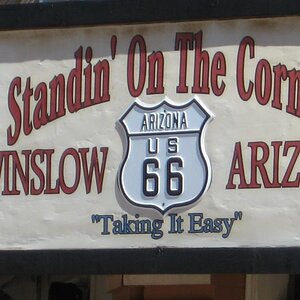 Standin' On The Corn
WINSLOW ARIZ
ARIZONA
US
66
"Taking It Easy"